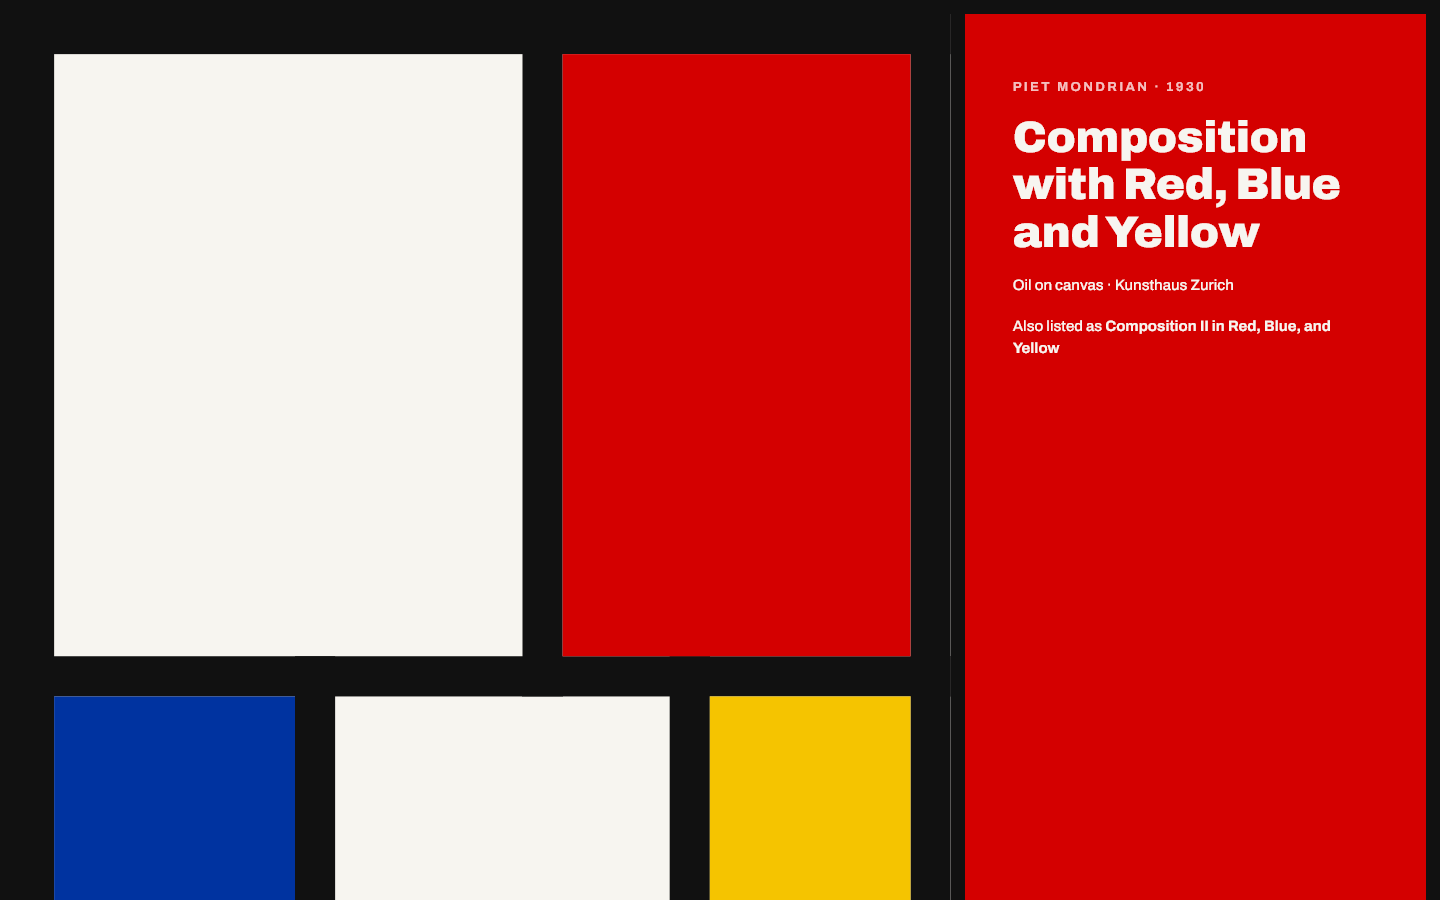 PIET MONDRIAN · 1930
Composition
with Red, Blue
and Yellow
Oil on canvas · Kunsthaus Zurich
Also listed as Composition II in Red, Blue, and
Yellow